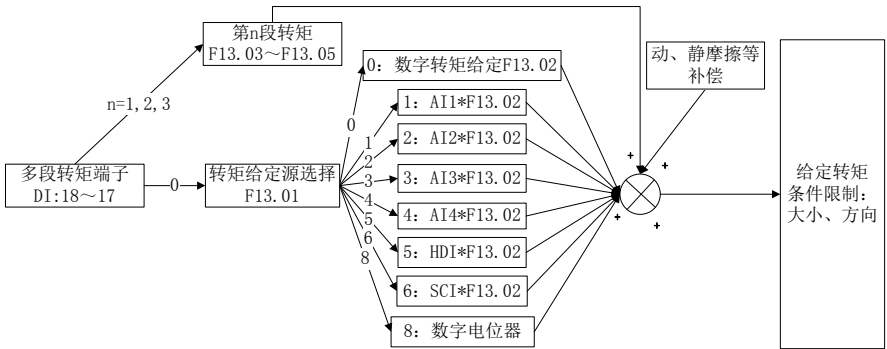 第n段转矩
F13.03～F13.05
n=1,2,3
多段转矩端子
DI:18～17
0
转矩给定源选择
F13.01
0
1
2
3
4
5
6
8
0: 数字转矩给定F13.02
1: AI1*F13.02
2: AI2*F13.02
3: AI3*F13.02
4: AI4*F13.02
5: HDI*F13.02
6: SCI*F13.02
8: 数字电位器
动、静摩擦等
补偿
+
+
+
+
给定转矩
条件限制:
大小、方向